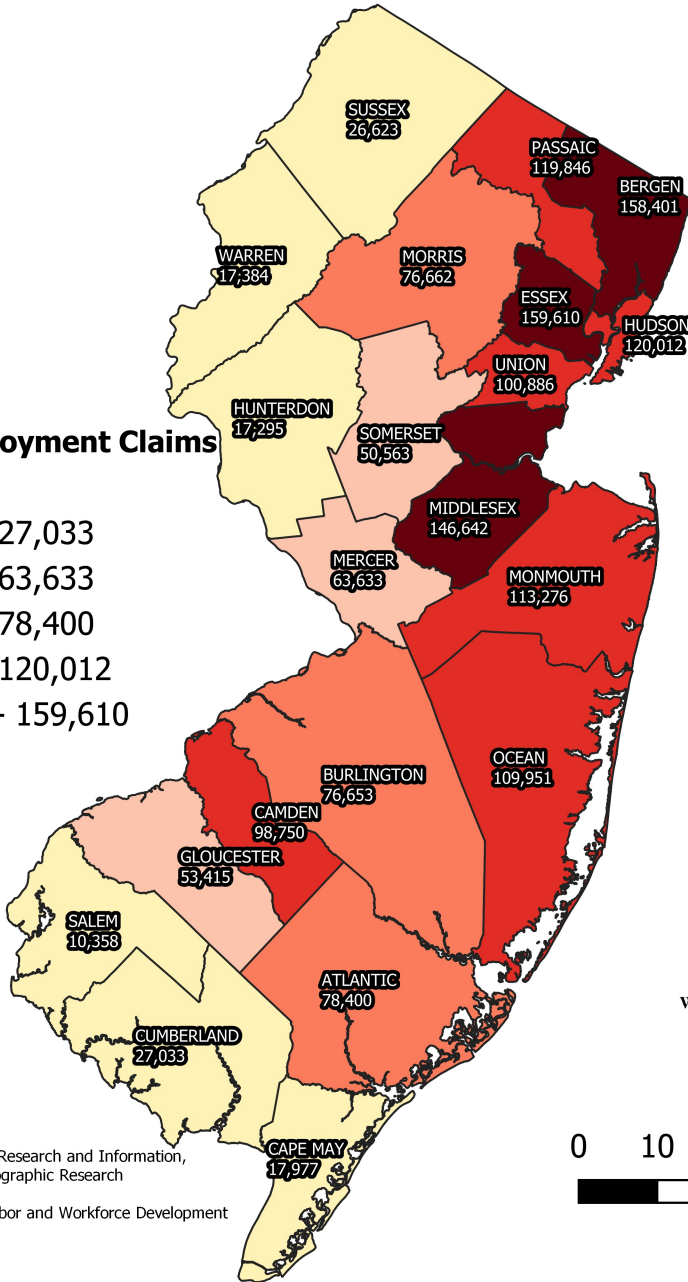 SUSSEX
26,623
PASSAIC
119,846
BERGEN
158,401
WARREN
17,384
MORRIS
76,662
ESSEX
159,610
HUDSON
120,012
UNION
100,886
HUNTERDON
17,295
SOMERSET
50,563
oyment Claims
27,033
63,633
78,400
120,012
- 159,610
MIDDLESEX
146,642
MERCER
63,633
MONMOUTH
113,276
OCEAN
109,951
BURLINGTON
76,653
CAMDEN
98,750
GLOUCESTER
53,415
SALEM
10,358
ATLANTIC
78,400
W
CUMBERLAND
27,033
CAPE MAY
17,977
Research and Information,
ographic Research
bor and Workforce Development
0 10